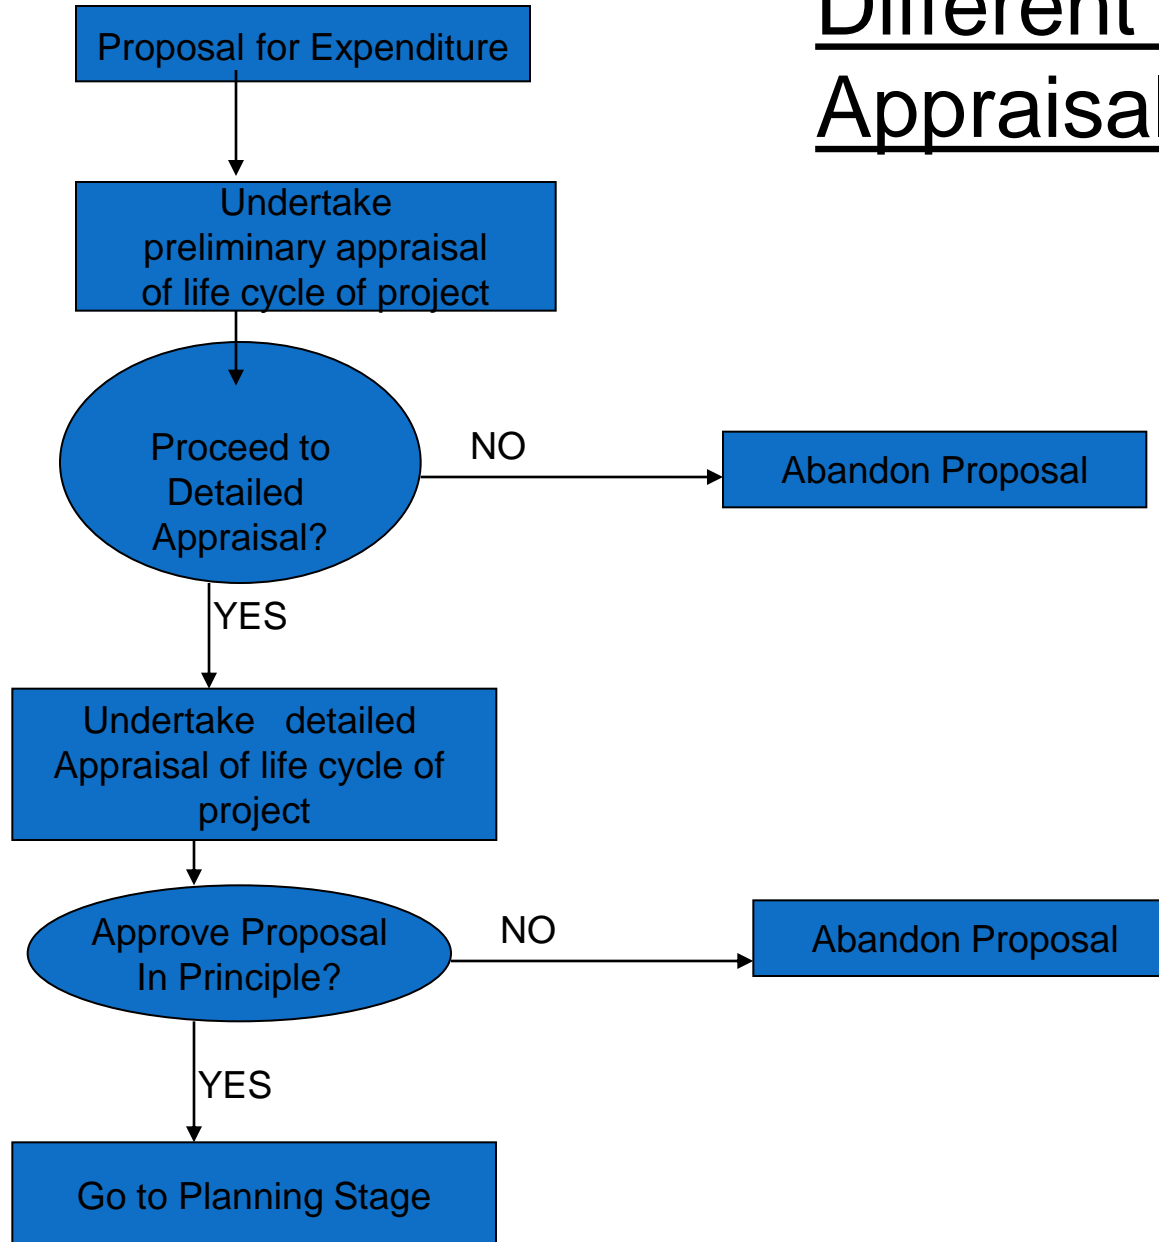 Different
Appraisal
Proposal for Expenditure
Undertake
preliminary appraisal
of life cycle of project
Proceed to
Detailed
Appraisal?
NO
Abandon Proposal
YES
Undertake detailed
Appraisal of life cycle of
project
Approve Proposal
In Principle?
NO
Abandon Proposal
YES
Go to Planning Stage